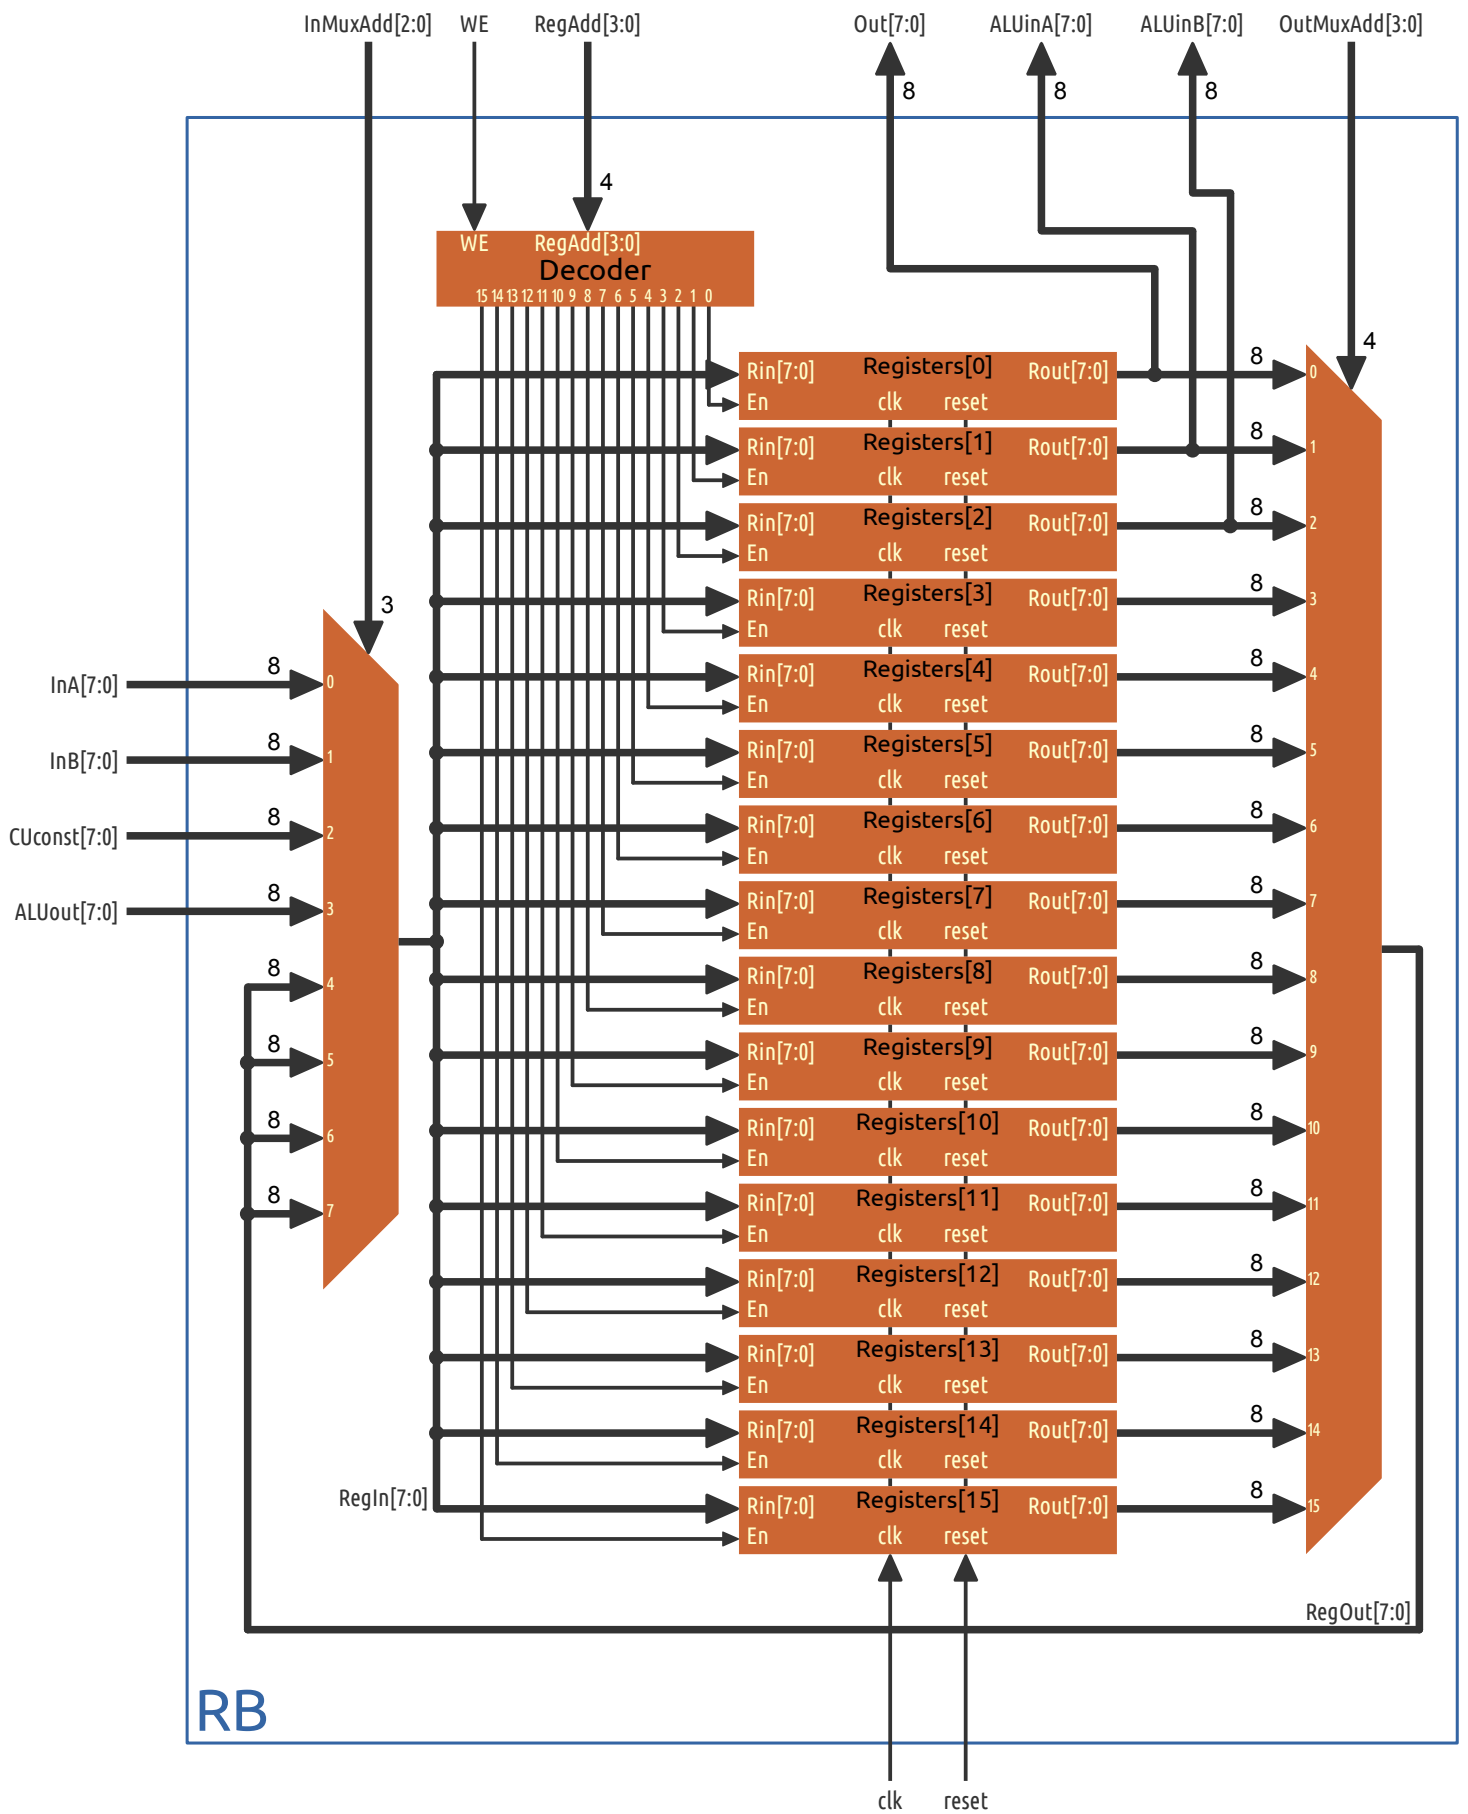 InMuxAdd[2:0] WE RegAdd[3:0] Out[7:0] ALUinA[7:0] ALUinB[7:0] OutMuxAdd[3:0]
8 8 8
4
WE RegAdd[3:0]
Decoder
15 14 13 12 11 10 9 8 7 6 5 4 3 2 1 0
4
Rin[7:0] Registers[0] Rout[7:0] 8 0
En clk reset
Rin[7:0] Registers[1] Rout[7:0] 8 1
En clk reset
Rin[7:0] Registers[2] Rout[7:0] 8 2
En clk reset
Rin[7:0] Registers[3] Rout[7:0] 8 3
3
En clk reset
InA[7:0] 8 0 Rin[7:0] Registers[4] Rout[7:0] 8 4
En clk reset
InB[7:0] 8 1 Rin[7:0] Registers[5] Rout[7:0] 8 5
En clk reset
CUconst[7:0] 8 2 Rin[7:0] Registers[6] Rout[7:0] 8 6
En clk reset
ALUout[7:0] 8 3 Rin[7:0] Registers[7] Rout[7:0] 8 7
En clk reset
8 4 Rin[7:0] Registers[8] Rout[7:0] 8 8
En clk reset
8 5 Rin[7:0] Registers[9] Rout[7:0] 8 9
En clk reset
8 6 Rin[7:0] Registers[10] Rout[7:0] 8 10
En clk reset
8 7 Rin[7:0] Registers[11] Rout[7:0] 8 11
En clk reset
Rin[7:0] Registers[12] Rout[7:0] 8 12
En clk reset
Rin[7:0] Registers[13] Rout[7:0] 8 13
En clk reset
Rin[7:0] Registers[14] Rout[7:0] 8 14
En clk reset
RegIn[7:0] Rin[7:0] Registers[15] Rout[7:0] 8 15
En clk reset
RegOut[7:0]
RB
clk reset